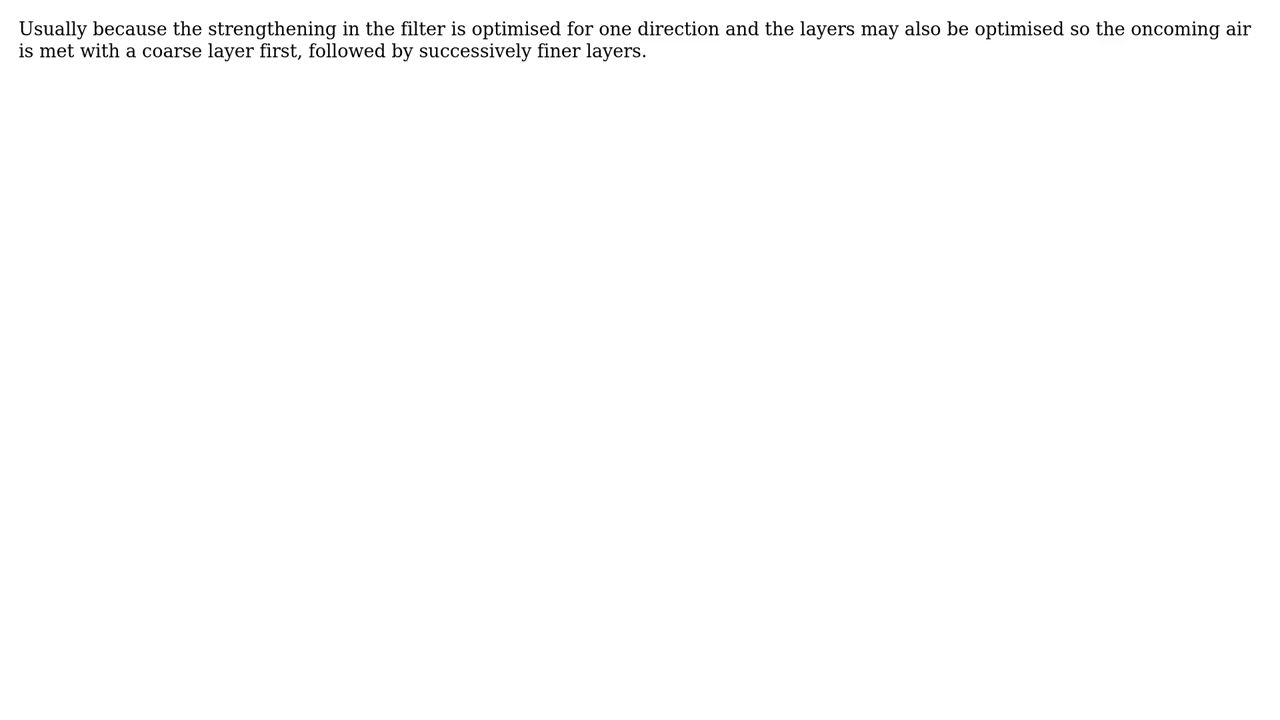 Usually because the strengthening in the filter is optimised for one direction and the layers may also be optimised so the oncoming air
is met with a coarse layer first, followed by successively finer layers.